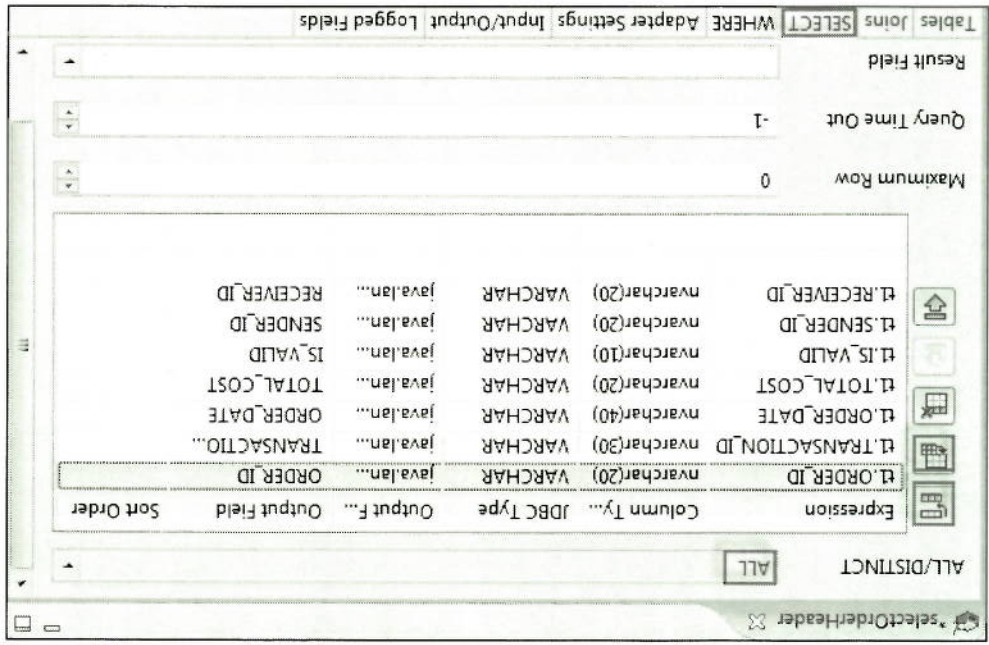 *selectOrderHeader
ALL/DISTINCT ALL
Expression Column Ty... JDBC Type Output F... Output Field Sort Order
t1.ORDER_ID nvarchar(20) VARCHAR java.lan... ORDER_ID
t1.TRANSACTION_ID nvarchar(30) VARCHAR java.lan... TRANSACTIO...
t1.ORDER_DATE nvarchar(40) VARCHAR java.lan... ORDER_DATE
t1.TOTAL_COST nvarchar(20) VARCHAR java.lan... TOTAL_COST
t1.IS_VALID nvarchar(10) VARCHAR java.lan... IS_VALID
t1.SENDER_ID nvarchar(20) VARCHAR java.lan... SENDER_ID
t1.RECEIVER_ID nvarchar(20) VARCHAR java.lan... RECEIVER_ID
Maximum Row 0
Query Time Out -1
Result Field
Tables Joins SELECT WHERE Adapter Settings Input/Output Logged Fields